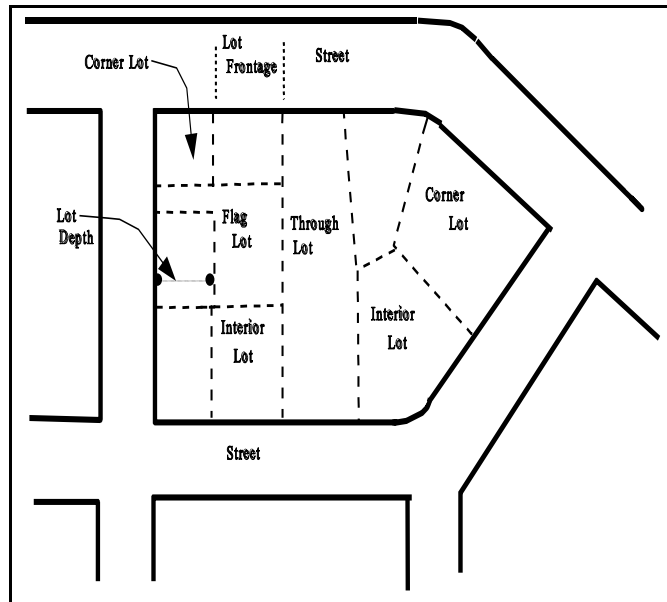 Lot
Frontage
Street
Corner Lot
Corner
Lot
Lot
Depth
Flag
Lot
Through
Lot
Interior
Lot
Interior
Lot
Street